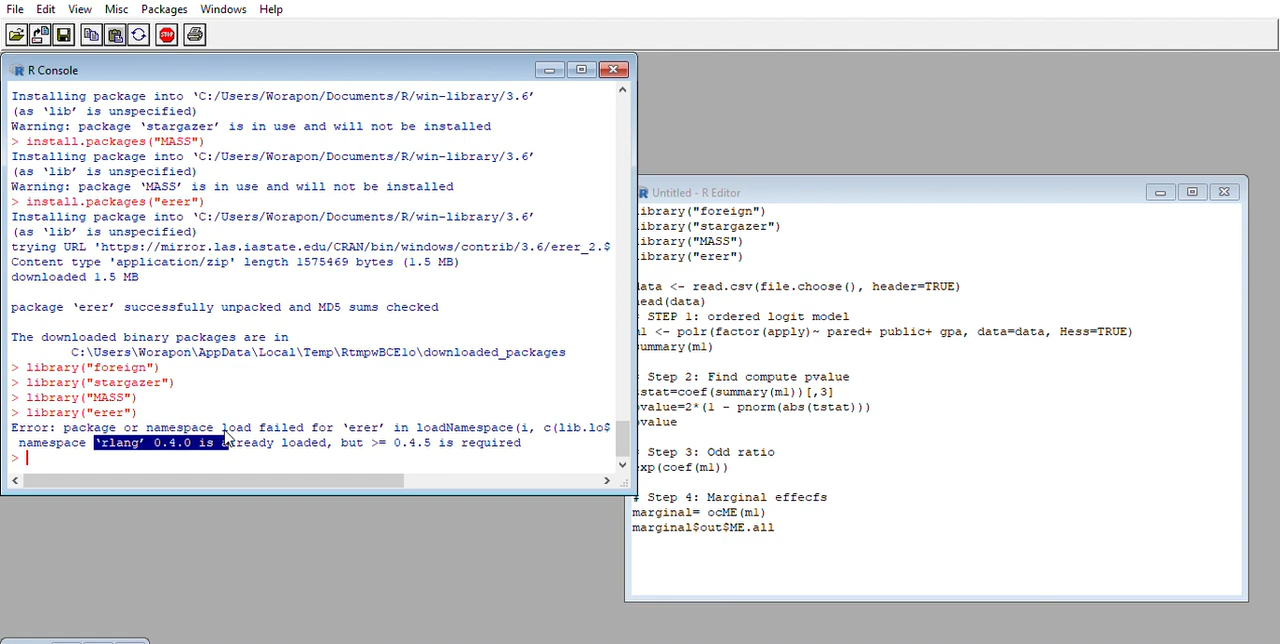 File Edit View Misc Packages Windows Help
STOP
R Console
Installing package into ‘C:/Users/Worapon/Documents/R/win-library/3.6’
(as ‘lib’ is unspecified)
Warning: package ‘stargazer’ is in use and will not be installed
> install.packages("MASS")
Installing package into ‘C:/Users/Worapon/Documents/R/win-library/3.6’
(as ‘lib’ is unspecified)
Warning: package ‘MASS’ is in use and will not be installed
> install.packages("erer")
Installing package into ‘C:/Users/Worapon/Documents/R/win-library/3.6’
(as ‘lib’ is unspecified)
trying URL 'https://mirror.las.iastate.edu/CRAN/bin/windows/contrib/3.6/erer_2.$
Content type 'application/zip' length 1575469 bytes (1.5 MB)
downloaded 1.5 MB
package ‘erer’ successfully unpacked and MD5 sums checked
The downloaded binary packages are in
C:\Users\Worapon\AppData\Local\Temp\RtmpwBCE1o\downloaded_packages
> library("foreign")
> library("stargazer")
> library("MASS")
> library("erer")
Error: package or namespace load failed for ‘erer’ in loadNamespace(i, c(lib.lo$
namespace ‘rlang’ 0.4.0 is already loaded, but >= 0.4.5 is required
>
Untitled - R Editor
ibrary("foreign")
ibrary("stargazer")
ibrary("MASS")
ibrary("erer")
ata <- read.csv(file.choose(), header=TRUE)
ead(data)
STEP 1: ordered logit model
1 <- polr(factor(apply)~ pared+ public+ gpa, data=data, Hess=TRUE)
ummary(m1)
Step 2: Find compute pvalue
stat=coef(summary(m1))[,3]
value=2*(1 - pnorm(abs(tstat)))
value
Step 3: Odd ratio
xp(coef(m1))
# Step 4: Marginal effecfs
marginal= ocME(m1)
marginal$out$ME.all